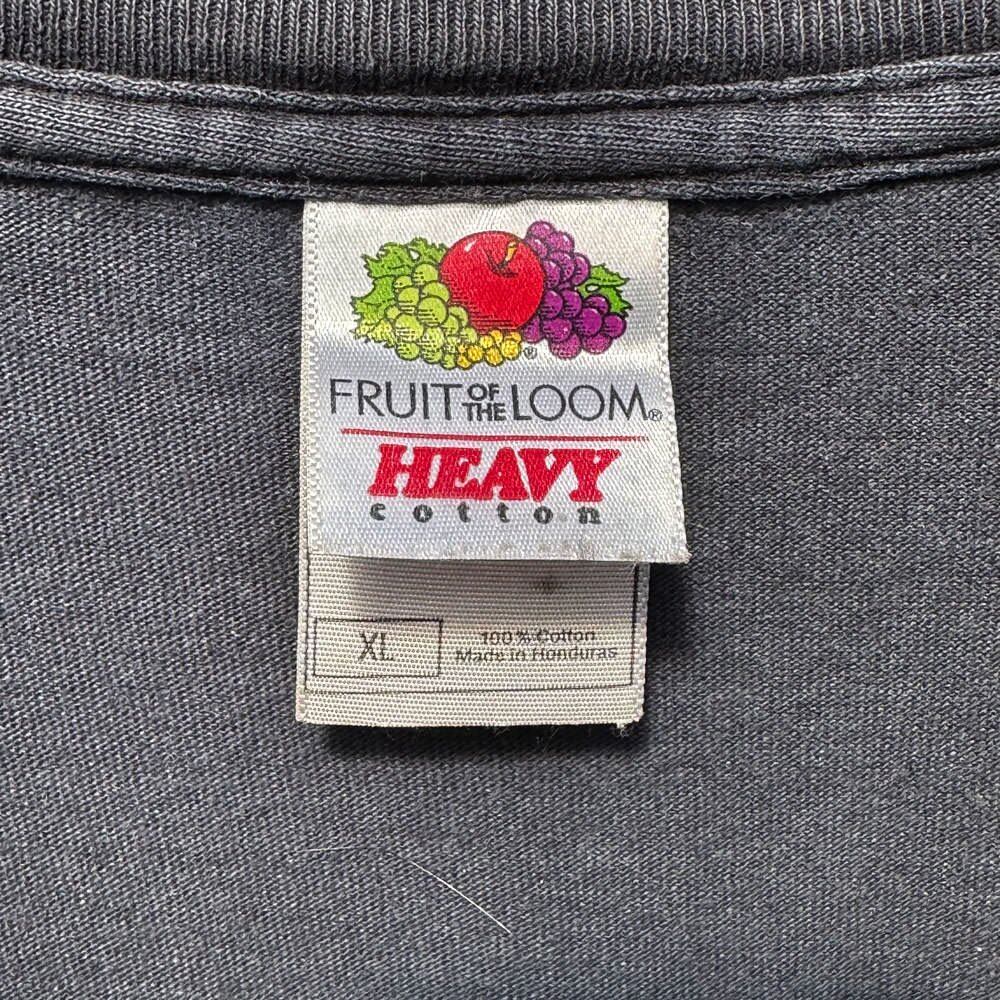 ®
FRUIT OF THE LOOM®
HEAVY
cotton
XL
100% Cotton
Made in Honduras